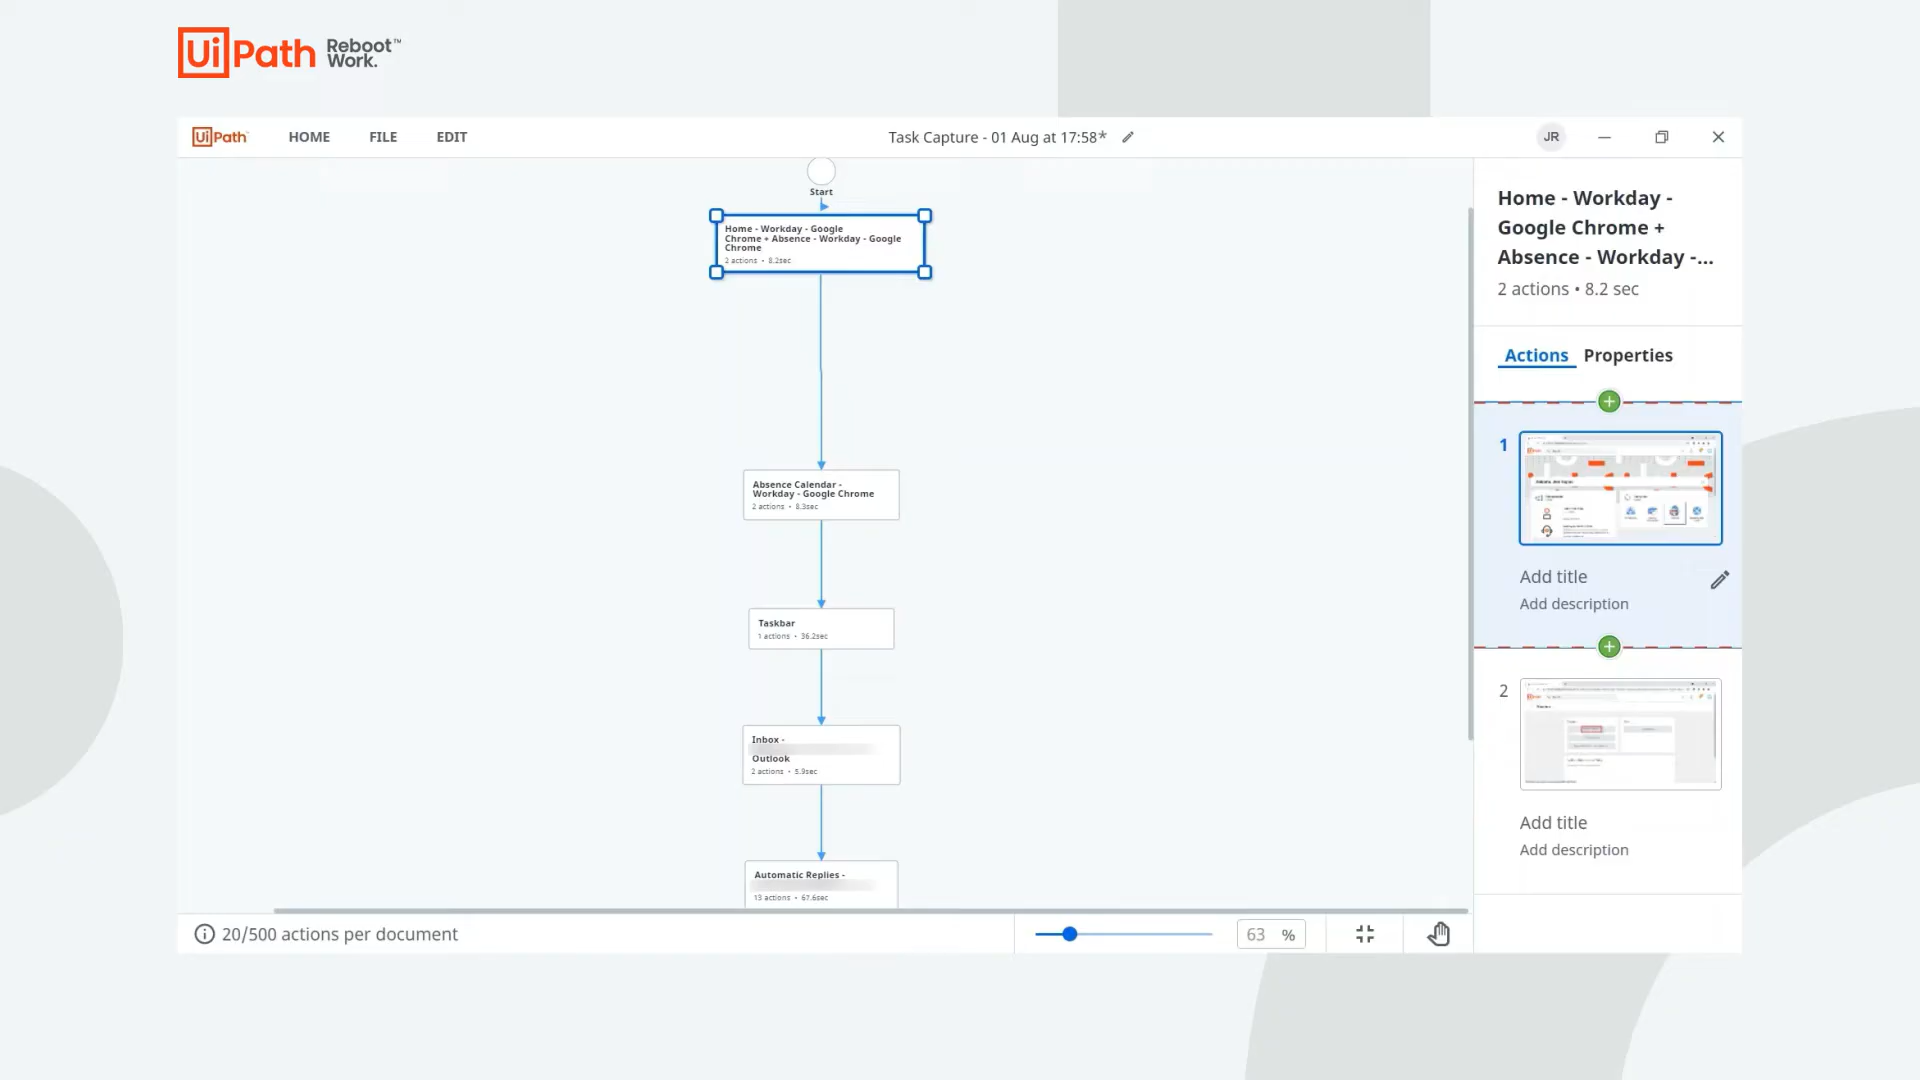 UiPath Reboot™
Work.
UiPath HOME FILE EDIT Task Capture - 01 Aug at 17:58* JR
Start
Home - Workday - Google
Chrome + Absence - Workday - Google
Chrome
2 actions • 8.2sec
Absence Calendar -
Workday - Google Chrome
2 actions • 8.3sec
Taskbar
1 actions • 36.2sec
Inbox -
Outlook
2 actions • 5.9sec
Automatic Replies -
13 actions • 67.6sec
20/500 actions per document
63 %
Home - Workday -
Google Chrome +
Absence - Workday -...
2 actions • 8.2 sec
Actions Properties
1
Add title
Add description
2
Add title
Add description